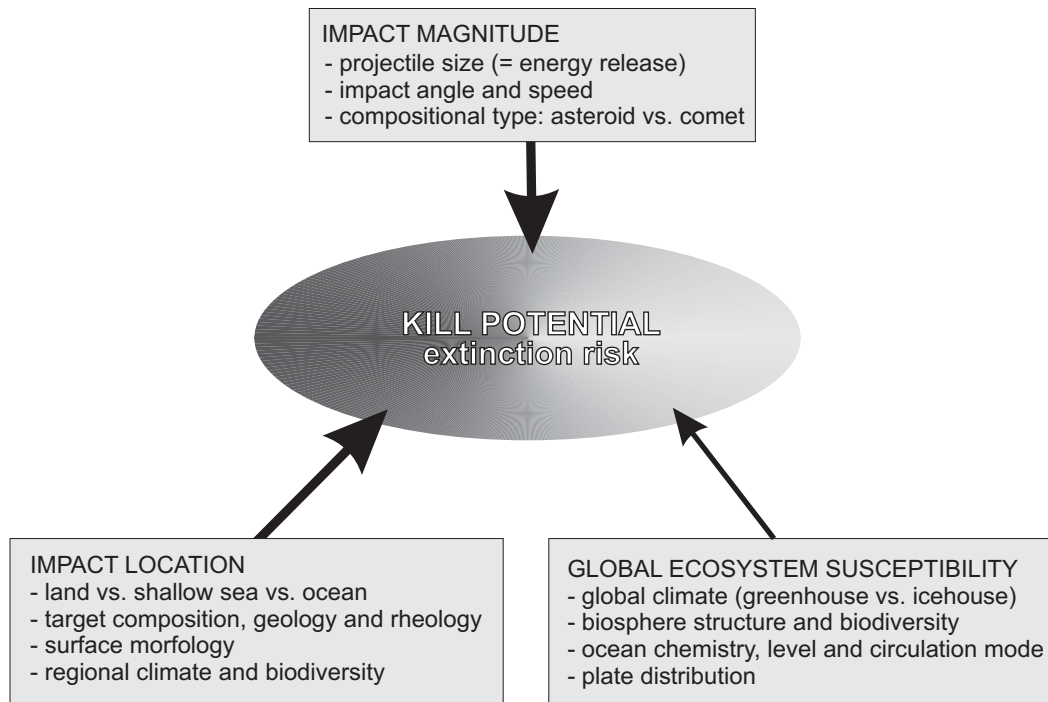 IMPACT MAGNITUDE
- projectile size (= energy release)
- impact angle and speed
- compositional type: asteroid vs. comet
KILL POTENTIAL
extinction risk
IMPACT LOCATION
- land vs. shallow sea vs. ocean
- target composition, geology and rheology
- surface morfology
- regional climate and biodiversity
GLOBAL ECOSYSTEM SUSCEPTIBILITY
- global climate (greenhouse vs. icehouse)
- biosphere structure and biodiversity
- ocean chemistry, level and circulation mode
- plate distribution